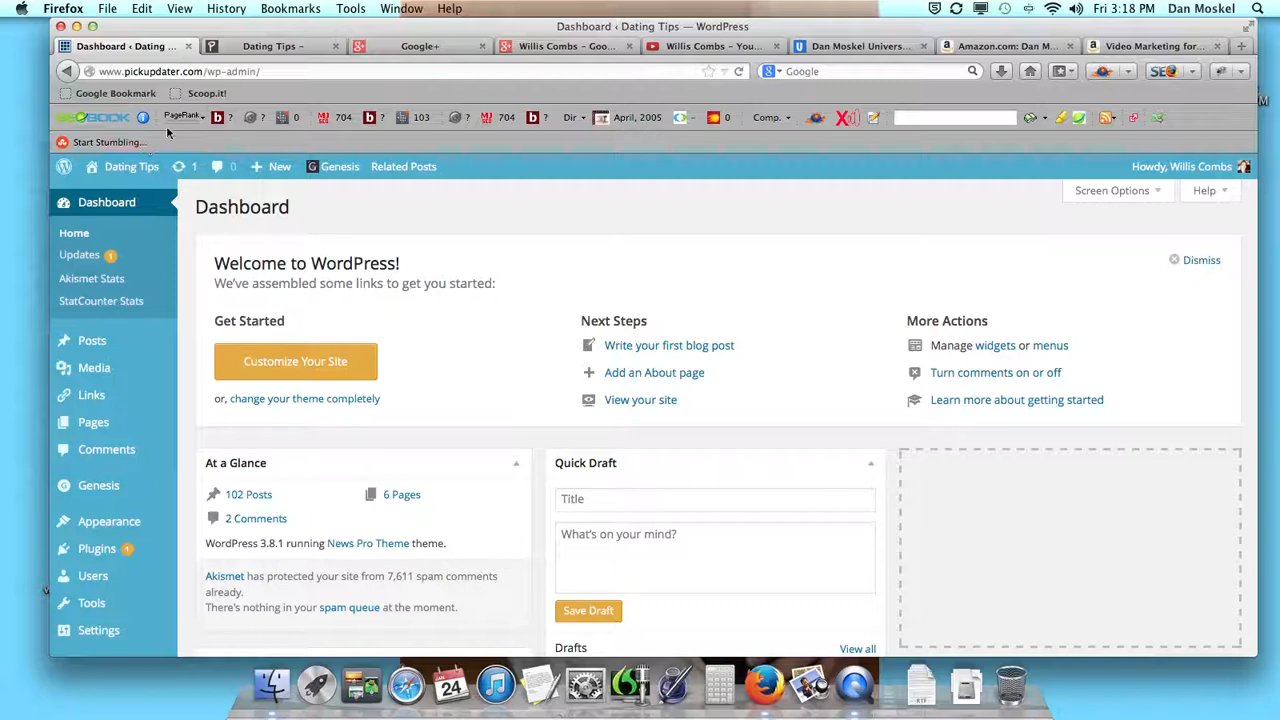 Firefox File Edit View History Bookmarks Tools Window Help Fri 3:18 PM Dan Moskel
Dashboard ‹ Dating Tips — WordPress
Dashboard ‹ Dating ... Dating Tips – Google+ Willis Combs - Goo... Willis Combs - You... Dan Moskel Univers... Amazon.com: Dan M... Video Marketing for...
www.pickupdater.com/wp-admin/ Google SEO
Google Bookmark Scoop.it!
SEOBOOK PageRank ? ? 0 704 ? 103 ? 704 ? Dir April, 2005 0 Comp.
Start Stumbling...
Dating Tips 1 0 New Genesis Related Posts Howdy, Willis Combs
Dashboard
Home
Updates 1
Akismet Stats
StatCounter Stats
Posts
Media
Links
Pages
Comments
Genesis
Appearance
Plugins 1
Users
Tools
Settings
Screen Options Help
Dashboard
Welcome to WordPress!
We've assembled some links to get you started:
Dismiss
Get Started
Customize Your Site
or, change your theme completely
Next Steps
Write your first blog post
Add an About page
View your site
More Actions
Manage widgets or menus
Turn comments on or off
Learn more about getting started
At a Glance
102 Posts 6 Pages
2 Comments
WordPress 3.8.1 running News Pro Theme theme.
Akismet has protected your site from 7,611 spam comments
already.
There's nothing in your spam queue at the moment.
Quick Draft
Title
What's on your mind?
Save Draft
Drafts View all
JAN
24
RTF